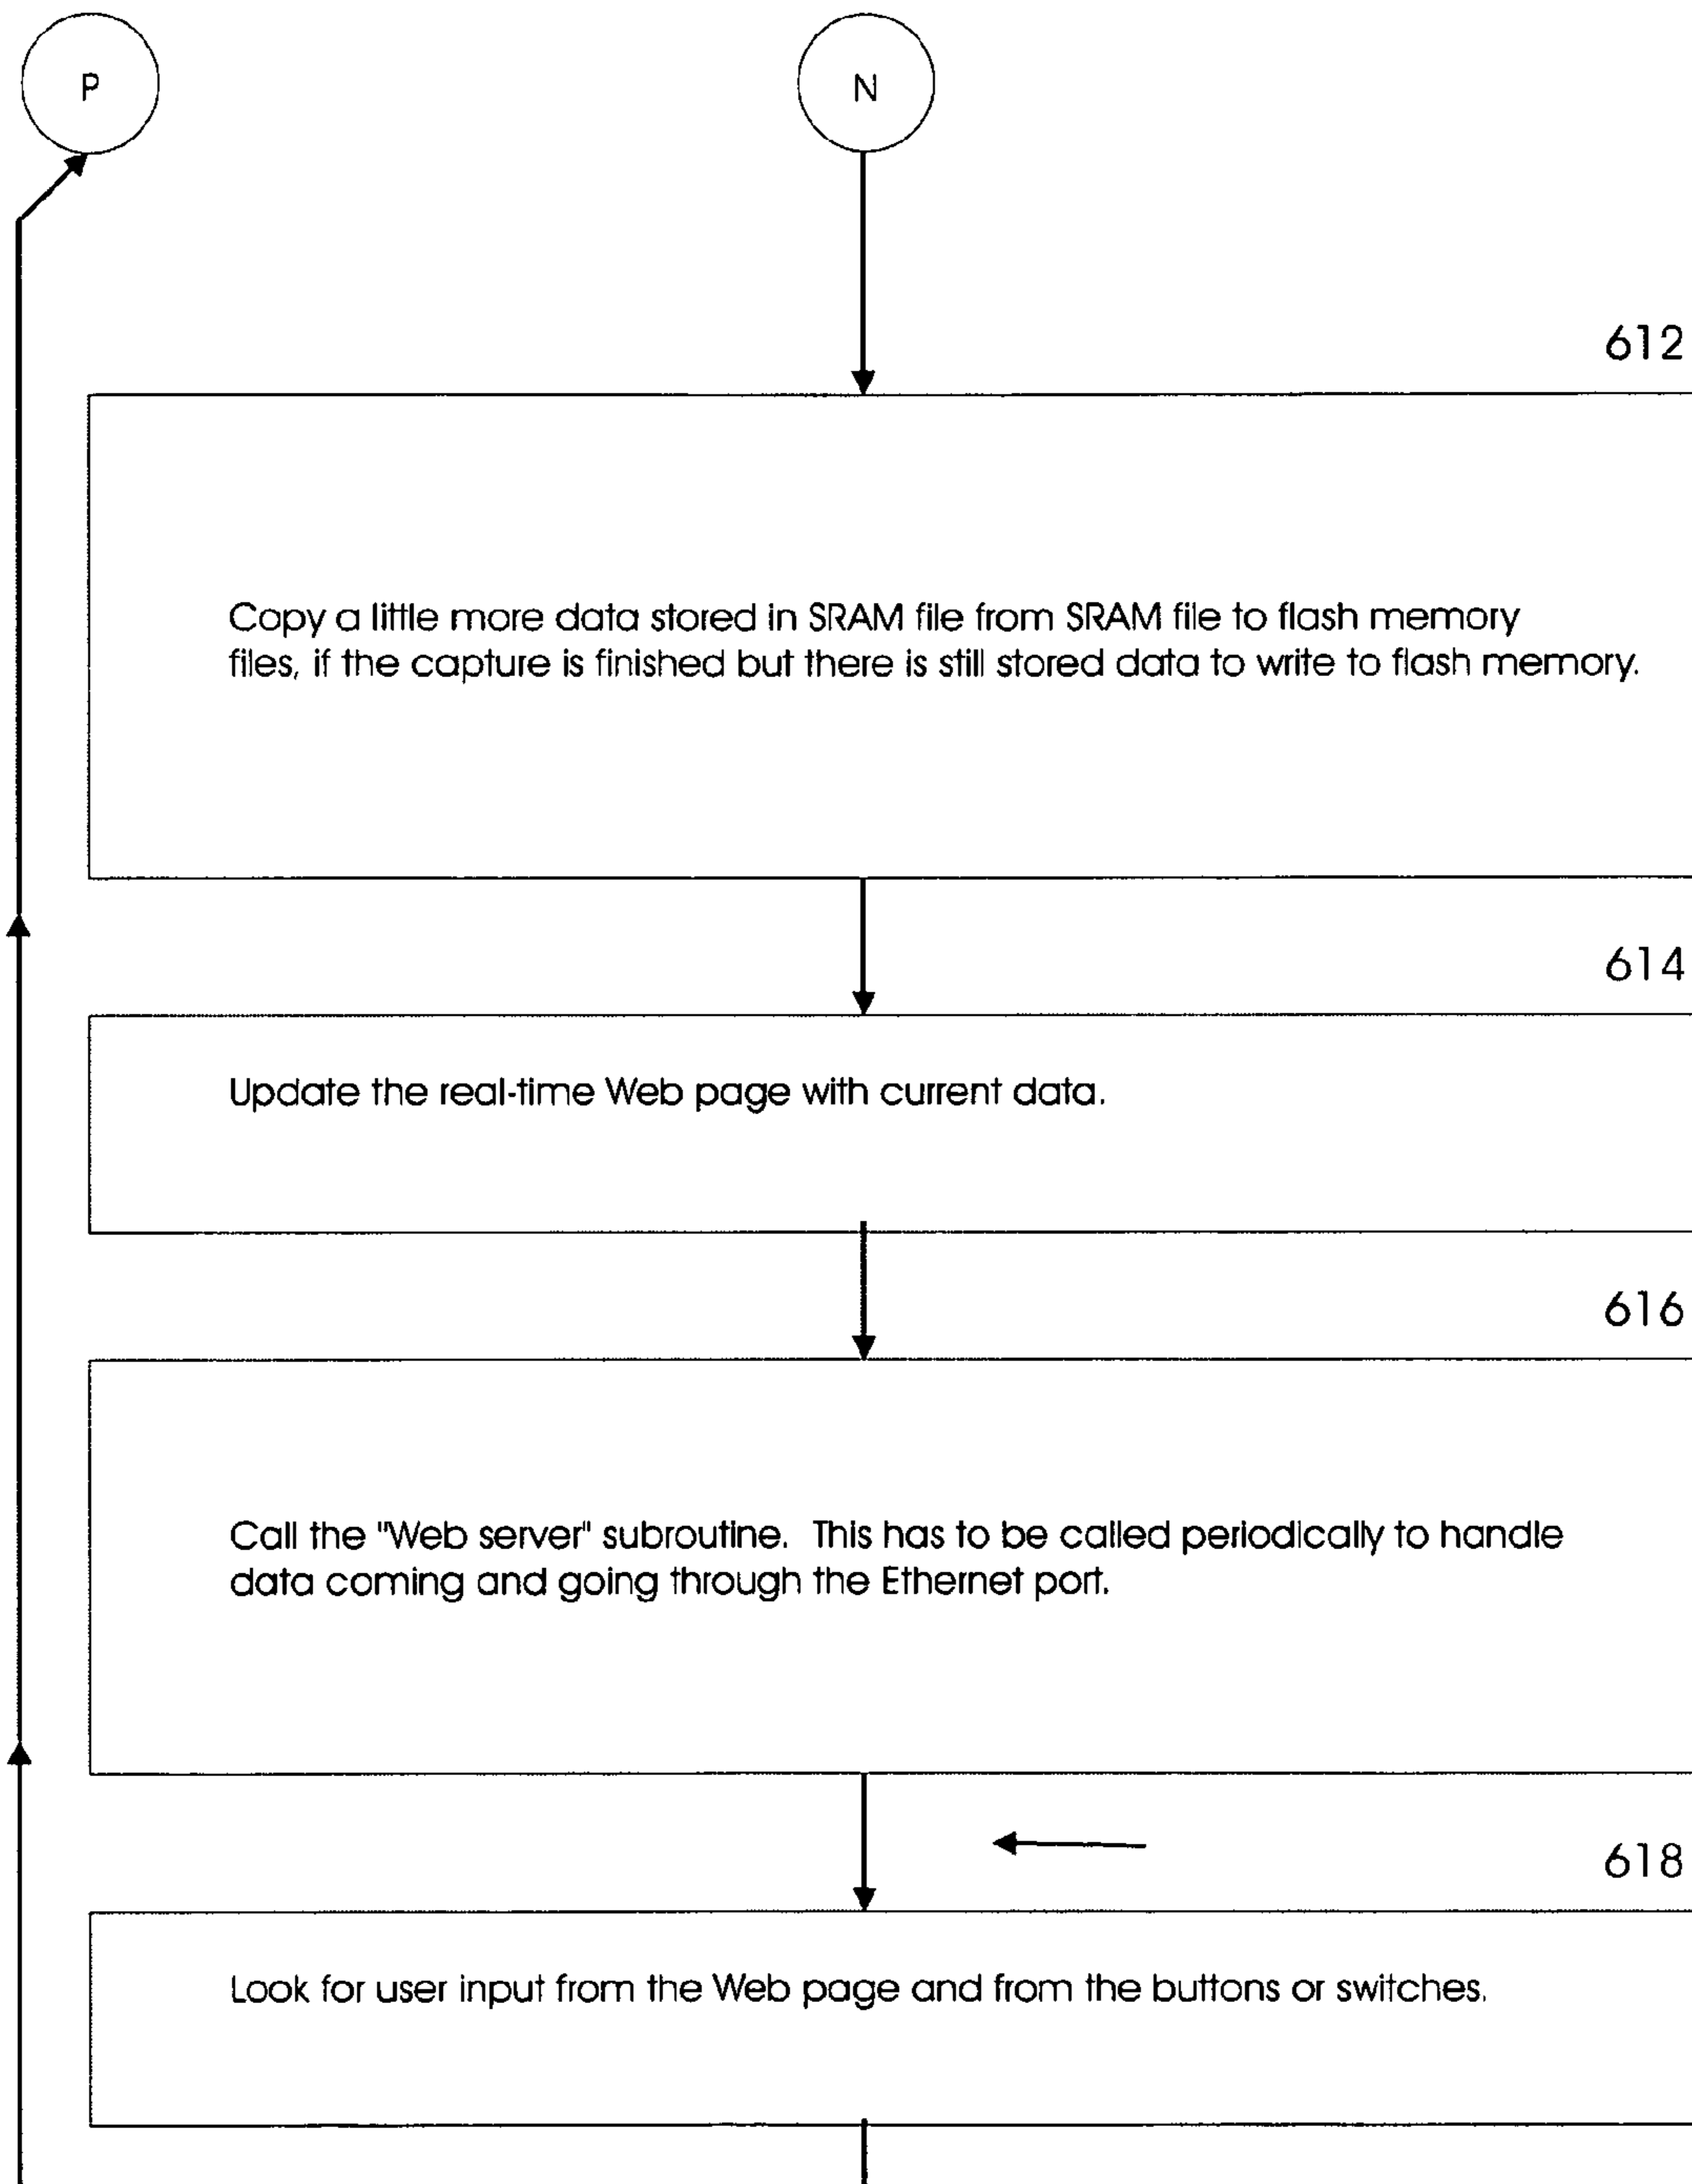 P
N
612
Copy a little more data stored in SRAM file from SRAM file to flash memory
files, if the capture is finished but there is still stored data to write to flash memory.
614
Update the real-time Web page with current data.
616
Call the "Web server" subroutine.  This has to be called periodically to handle
data coming and going through the Ethernet port.
618
Look for user input from the Web page and from the buttons or switches.